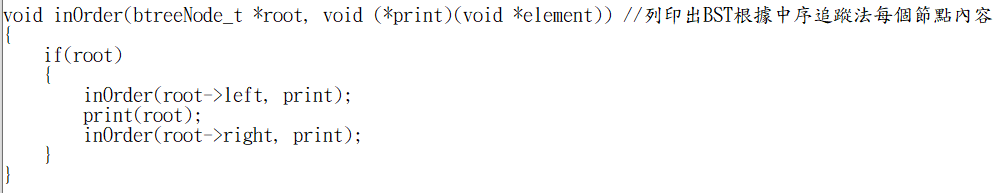 void inOrder(btreeNode_t *root, void (*print)(void *element)) //列印出BST根據中序追蹤法每個節點內容
{
    if(root)
    {
        inOrder(root->left, print);
        print(root);
        inOrder(root->right, print);
    }
}